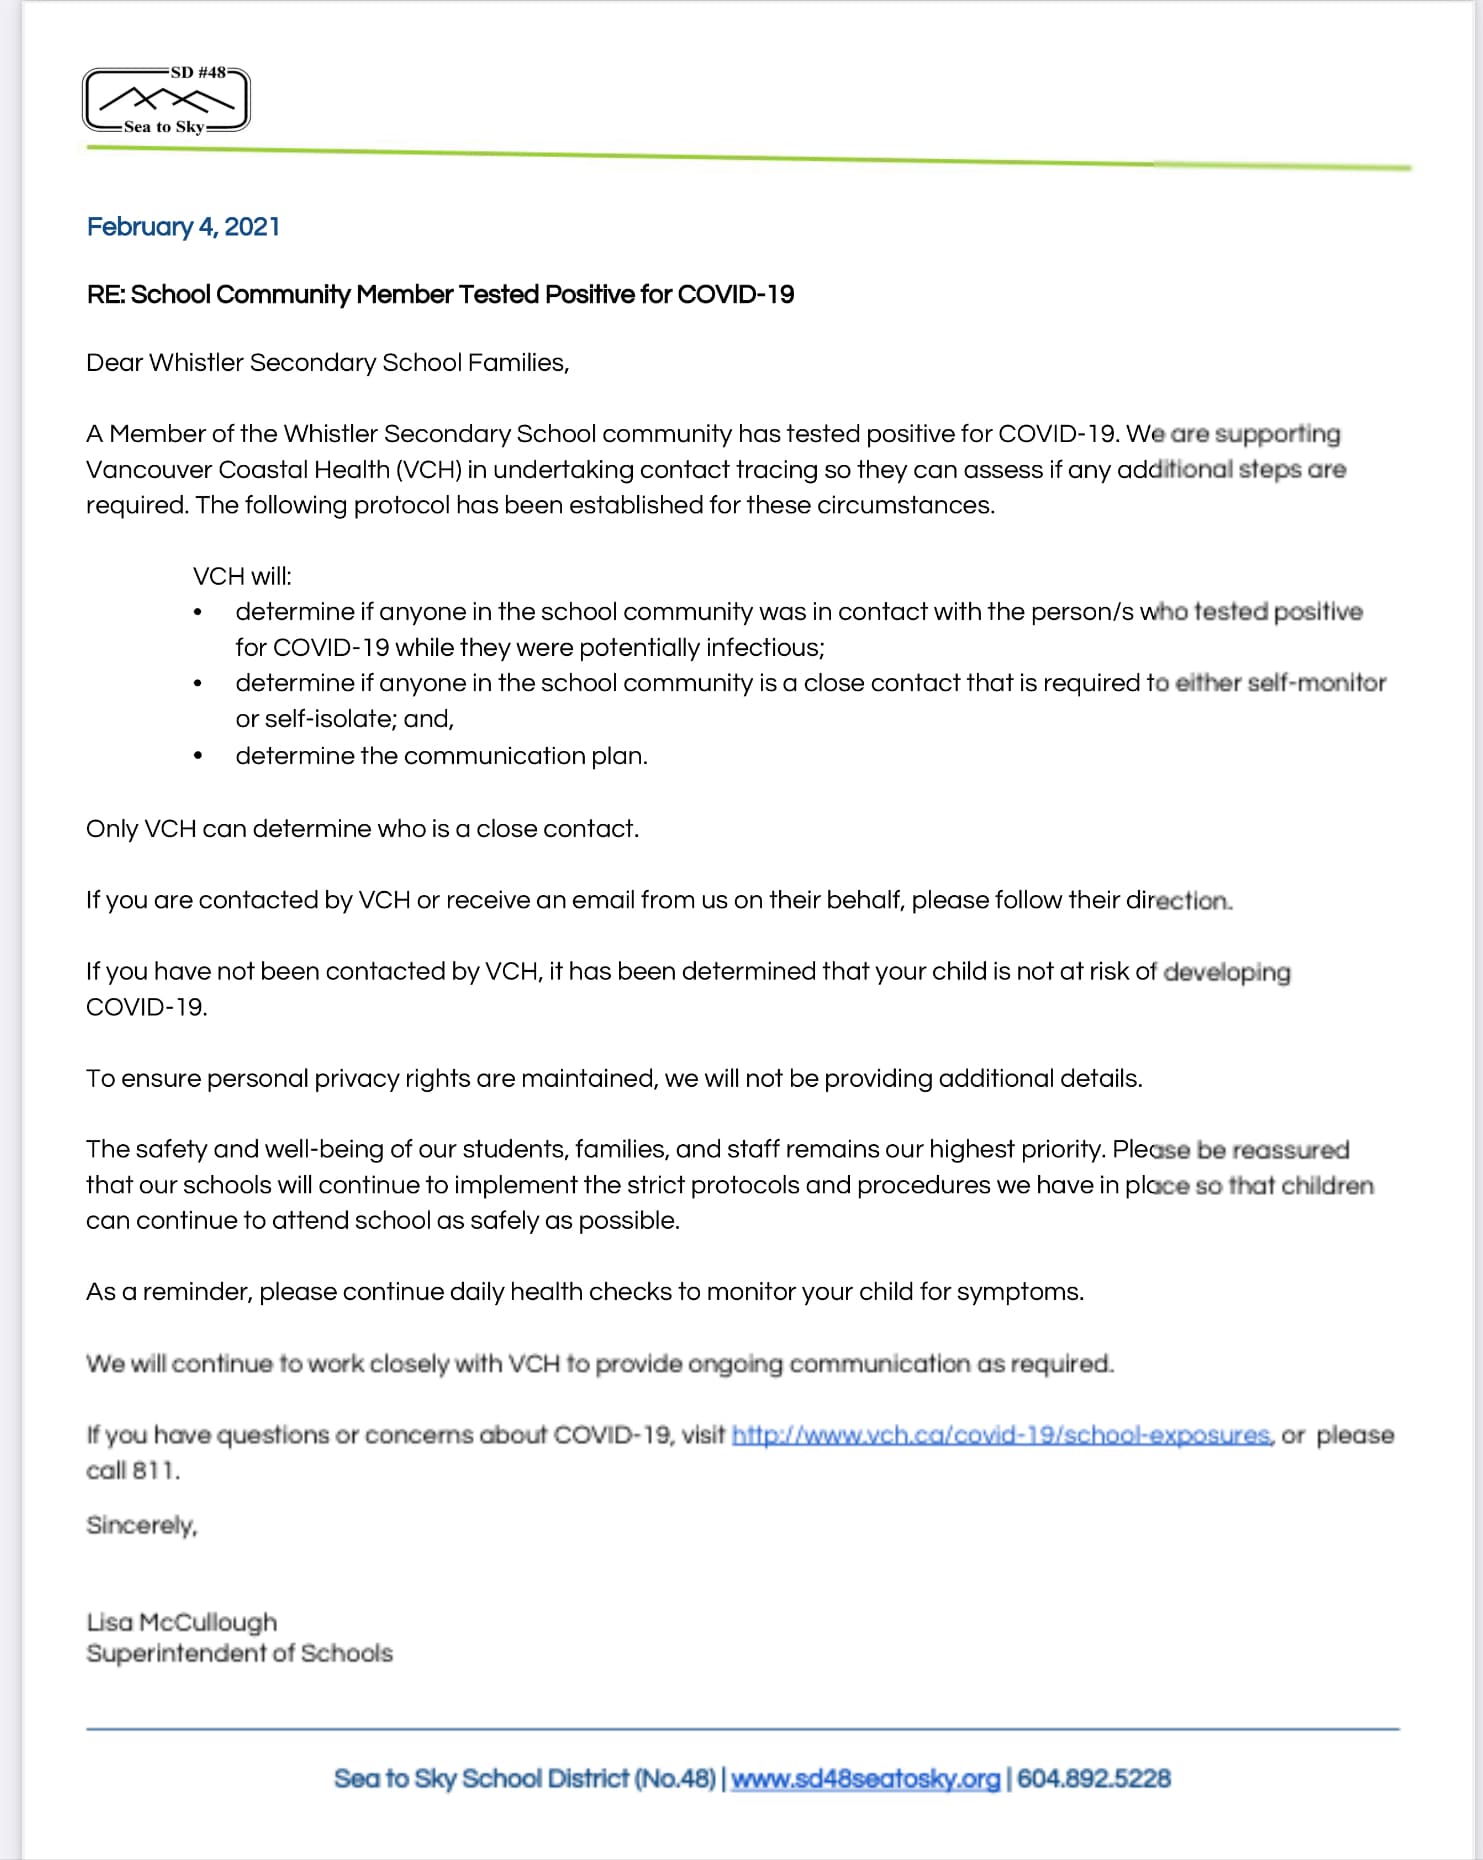 SD #48
Sea to Sky
February 4, 2021
RE: School Community Member Tested Positive for COVID-19
Dear Whistler Secondary School Families,
A Member of the Whistler Secondary School community has tested positive for COVID-19. We are supporting
Vancouver Coastal Health (VCH) in undertaking contact tracing so they can assess if any additional steps are
required. The following protocol has been established for these circumstances.
VCH will:
• determine if anyone in the school community was in contact with the person/s who tested positive
for COVID-19 while they were potentially infectious;
• determine if anyone in the school community is a close contact that is required to either self-monitor
or self-isolate; and,
• determine the communication plan.
Only VCH can determine who is a close contact.
If you are contacted by VCH or receive an email from us on their behalf, please follow their direction.
If you have not been contacted by VCH, it has been determined that your child is not at risk of developing
COVID-19.
To ensure personal privacy rights are maintained, we will not be providing additional details.
The safety and well-being of our students, families, and staff remains our highest priority. Please be reassured
that our schools will continue to implement the strict protocols and procedures we have in place so that children
can continue to attend school as safely as possible.
As a reminder, please continue daily health checks to monitor your child for symptoms.
We will continue to work closely with VCH to provide ongoing communication as required.
If you have questions or concerns about COVID-19, visit http://www.vch.ca/covid-19/school-exposures, or please
call 811.
Sincerely,
Lisa McCullough
Superintendent of Schools
Sea to Sky School District (No.48) | www.sd48seatosky.org | 604.892.5228